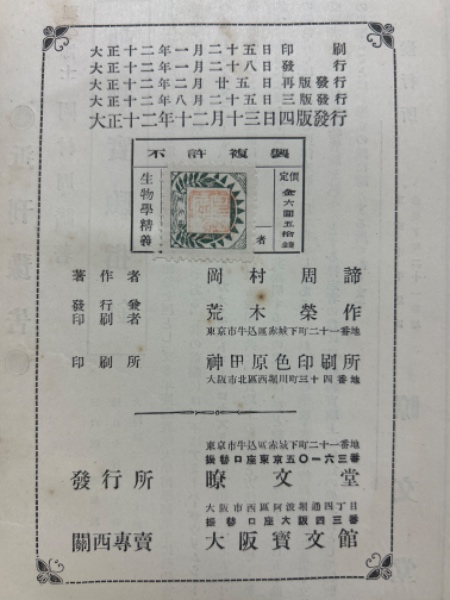 大正十二年一月二十五日印刷
大正十二年一月二十八日發行
大正十二年二月廿五日再版發行
大正十二年八月二十五日三版發行
大正十二年十二月十三日四版發行
不許複製
生物學精義
者
定價金六圓五拾錢
著作者 岡村周諦
發行兼印刷者 荒木榮作
東京市牛込區赤城下町二十一番地
印刷所 神田原色印刷所
大阪市北區西堀川町三十四番地
東京市牛込區赤城下町二十一番地
振替口座東京五〇一六三番
發行所 瞭文堂
大阪市西區阿波堀通四丁目
振替口座大阪四三番
關西專賣 大阪寶文館